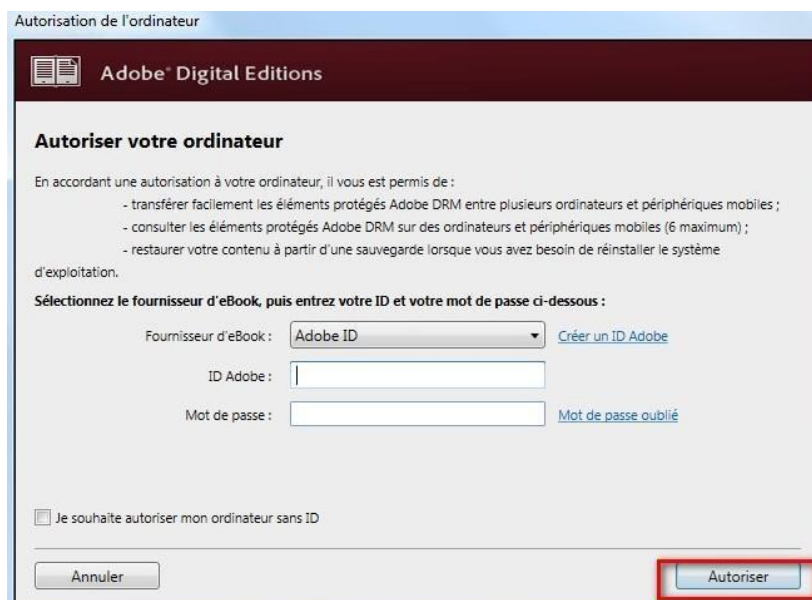 Autorisation de l'ordinateur
Adobe® Digital Editions
Autoriser votre ordinateur
En accordant une autorisation à votre ordinateur, il vous est permis de :
- transférer facilement les éléments protégés Adobe DRM entre plusieurs ordinateurs et périphériques mobiles ;
- consulter les éléments protégés Adobe DRM sur des ordinateurs et périphériques mobiles (6 maximum) ;
- restaurer votre contenu à partir d'une sauvegarde lorsque vous avez besoin de réinstaller le système
d'exploitation.
Sélectionnez le fournisseur d'eBook, puis entrez votre ID et votre mot de passe ci-dessous :
Fournisseur d'eBook : Adobe ID Créer un ID Adobe
ID Adobe :
Mot de passe : Mot de passe oublié
Je souhaite autoriser mon ordinateur sans ID
Annuler Autoriser